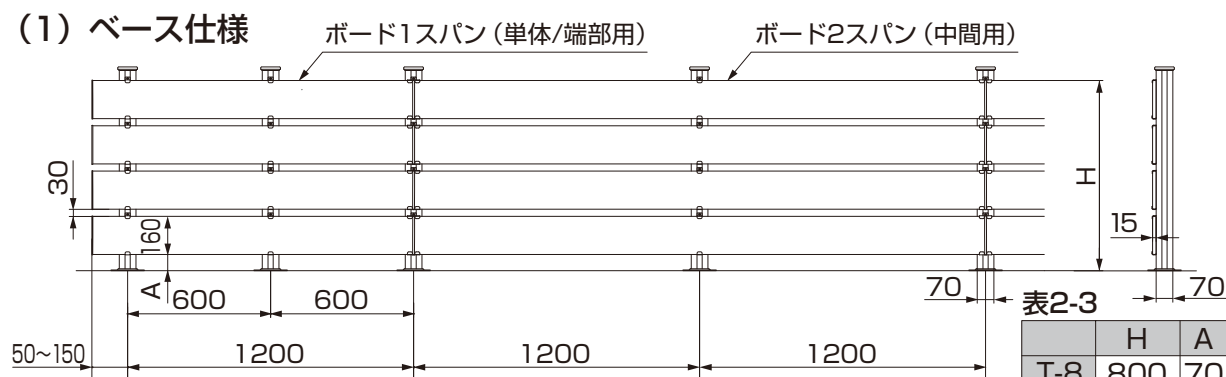 (1) ベース仕様
ボード1スパン(単体/端部用)
ボード2スパン(中間用)
30
160
A
H
15
600
600
70
70
50~150
1200
1200
1200
表2-3
H A
T-8 800 70